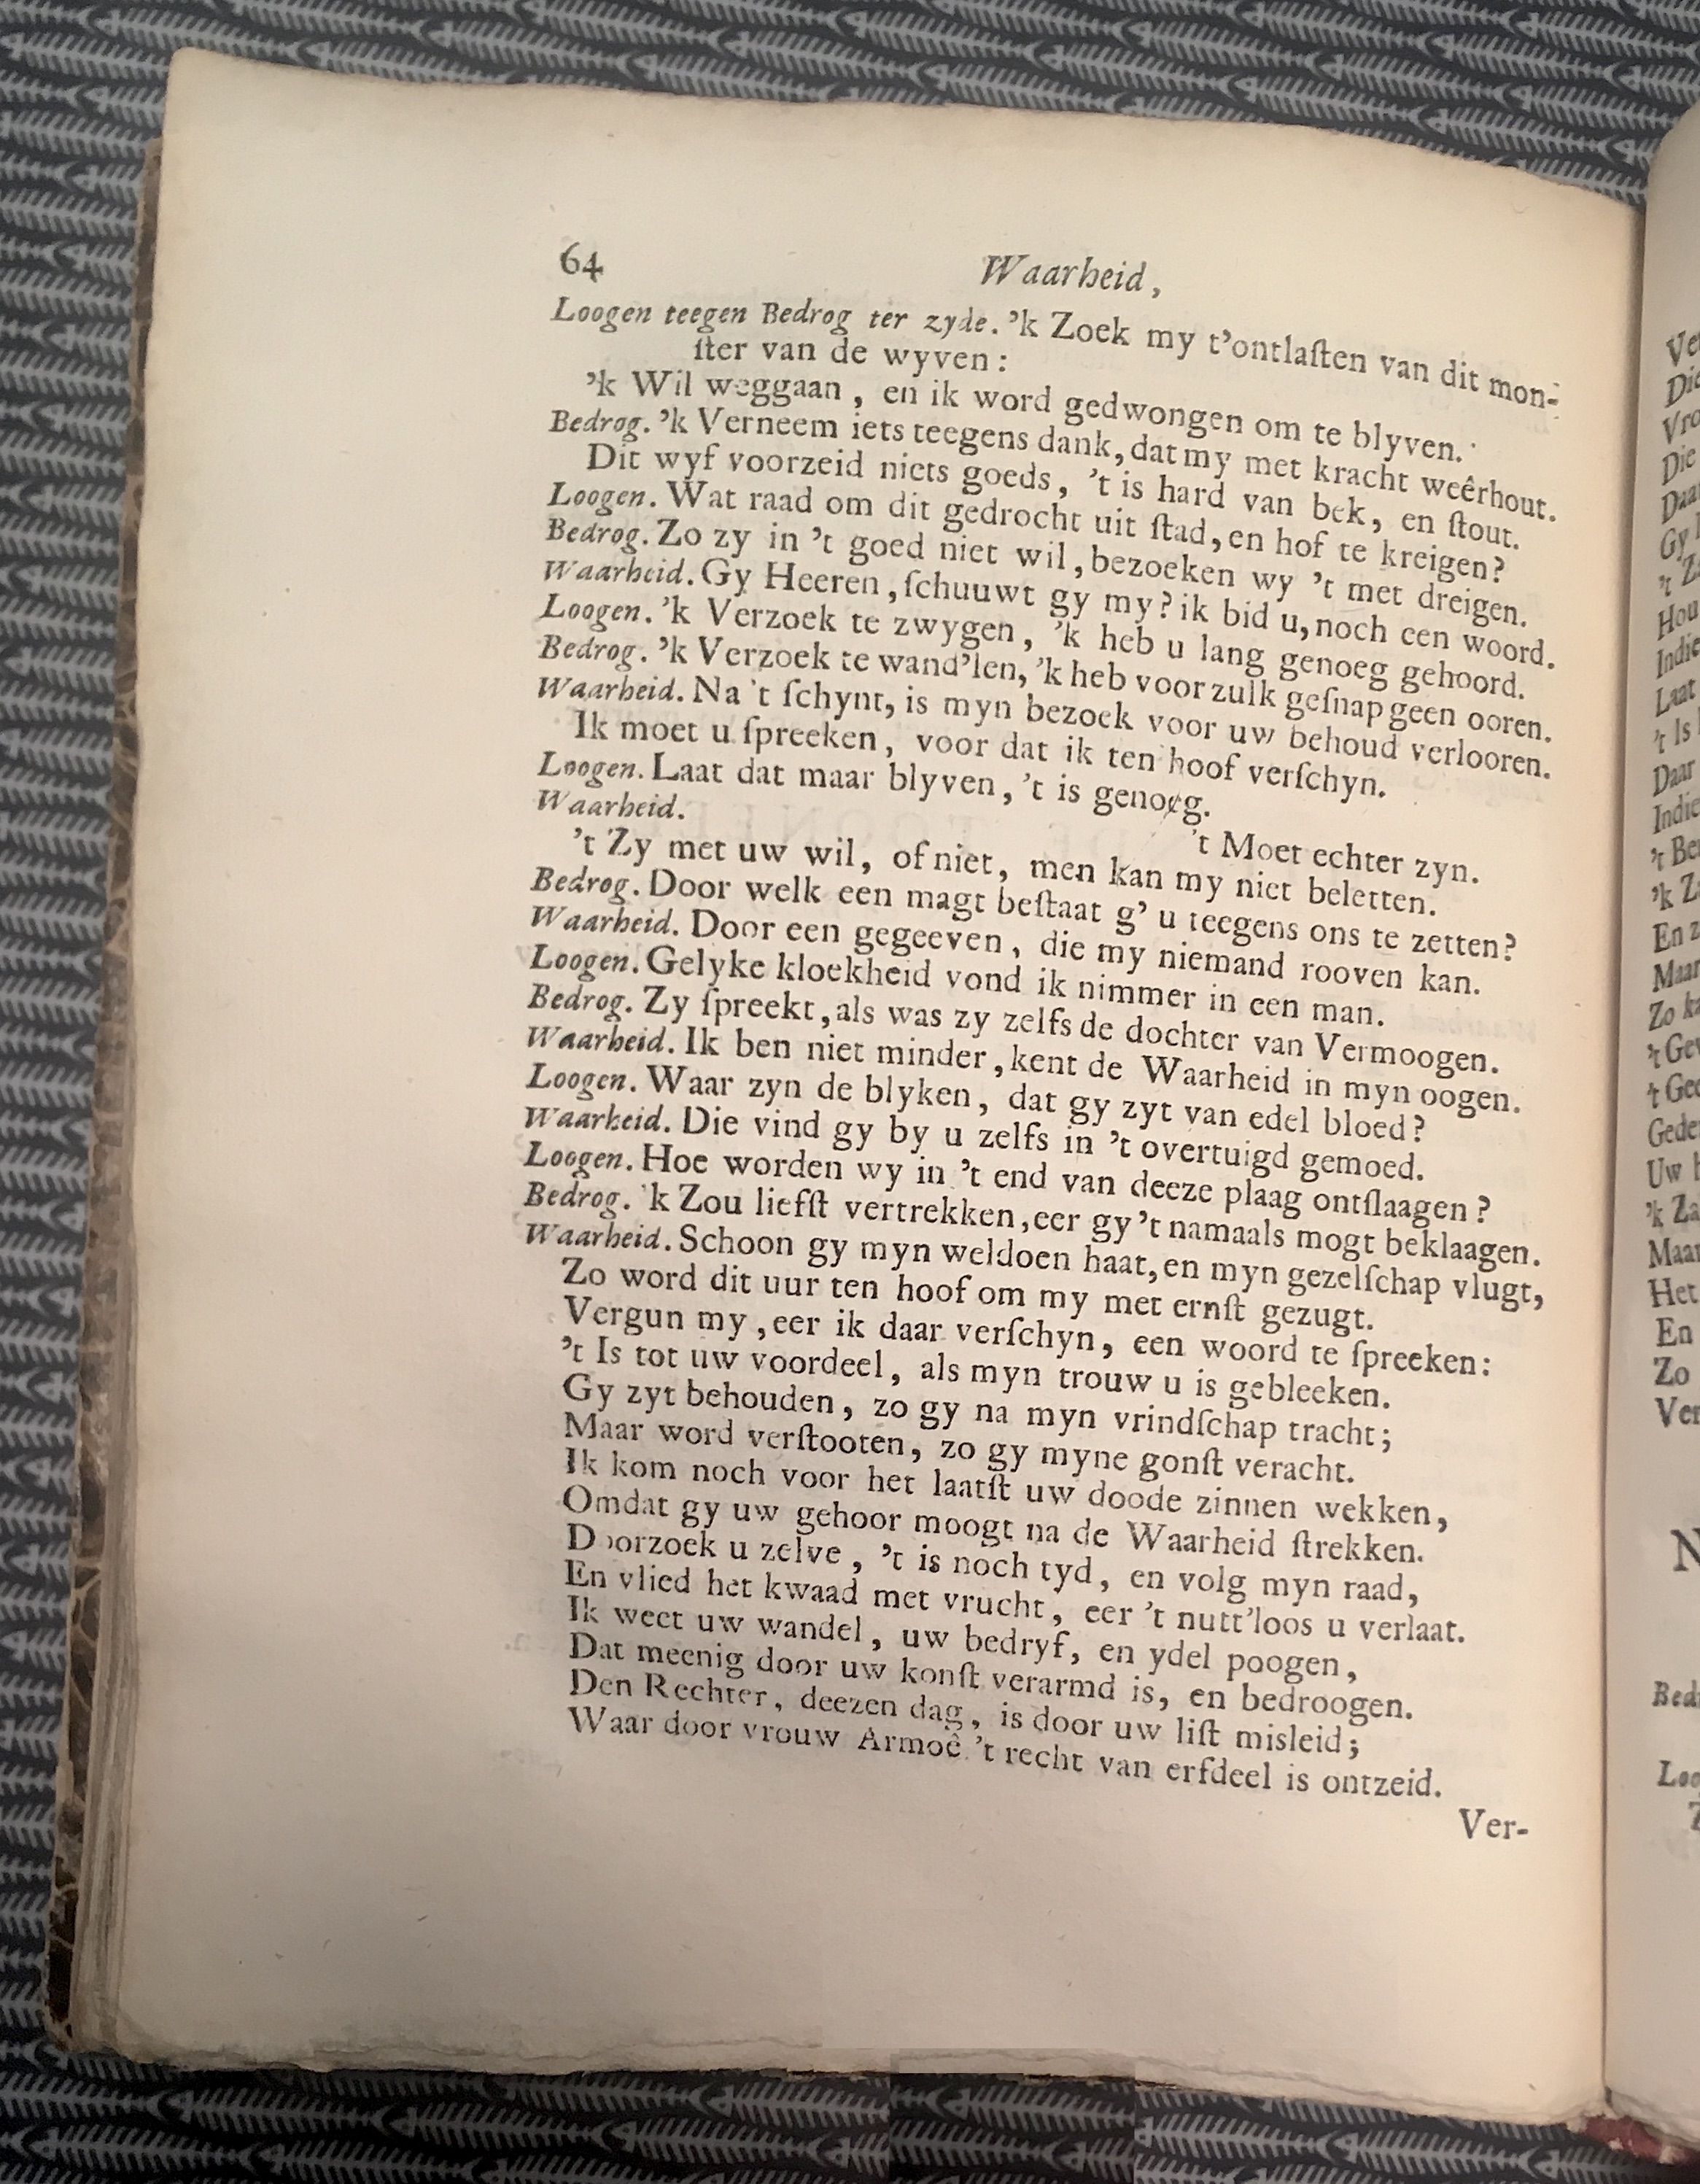 64 Waarheid,
Loogen teegen Bedrog ter zyde. ’k Zoek my t’ontlaſten van dit mon-
ſter van de wyven:
’k Wil weggaan, en ik word gedwongen om te blyven.
Bedrog. ’k Verneem iets teegens dank, dat my met kracht weêrhout.
Dit wyf voorzeid niets goeds, ’t is hard van bek, en ſtout.
Loogen. Wat raad om dit gedrocht uit ſtad, en hof te kreigen?
Bedrog. Zo zy in ’t goed niet wil, bezoeken wy ’t met dreigen.
Waarheid. Gy Heeren, ſchuuwt gy my? ik bid u, noch een woord.
Loogen. ’k Verzoek te zwygen, ’k heb u lang genoeg gehoord.
Bedrog. ’k Verzoek te wand’len, ’k heb voor zulk geſnap geen ooren.
Waarheid. Na ’t ſchynt, is myn bezoek voor uw behoud verlooren.
Ik moet u ſpreeken, voor dat ik ten hoof verſchyn.
Loogen. Laat dat maar blyven, ’t is genoeg.
Waarheid. ’t Moet echter zyn.
’t Zy met uw wil, of niet, men kan my niet beletten.
Bedrog. Door welk een magt beſtaat g’ u teegens ons te zetten?
Waarheid. Door een gegeeven, die my niemand rooven kan.
Loogen. Gelyke kloekheid vond ik nimmer in een man.
Bedrog. Zy ſpreekt, als was zy zelfs de dochter van Vermoogen.
Waarheid. Ik ben niet minder, kent de Waarheid in myn oogen.
Loogen. Waar zyn de blyken, dat gy zyt van edel bloed?
Waarheid. Die vind gy by u zelfs in ’t overtuigd gemoed.
Loogen. Hoe worden wy in ’t end van deeze plaag ontſlaagen?
Bedrog. ’k Zou liefſt vertrekken, eer gy ’t namaals mogt beklaagen.
Waarheid. Schoon gy myn weldoen haat, en myn gezelſchap vlugt,
Zo word dit uur ten hoof om my met ernſt gezugt.
Vergun my, eer ik daar verſchyn, een woord te ſpreeken:
’t Is tot uw voordeel, als myn trouw u is gebleeken.
Gy zyt behouden, zo gy na myn vrindſchap tracht;
Maar word verſtooten, zo gy myne gonſt veracht.
Ik kom noch voor het laatſt uw doode zinnen wekken,
Omdat gy uw gehoor moogt na de Waarheid ſtrekken.
Doorzoek u zelve, ’t is noch tyd, en volg myn raad,
En vlied het kwaad met vrucht, eer ’t nutt’loos u verlaat.
Ik weet uw wandel, uw bedryf, en ydel poogen,
Dat meenig door uw konſt verarmd is, en bedroogen.
Den Rechter, deezen dag, is door uw liſt misleid;
Waar door vrouw Armoê ’t recht van erfdeel is ontzeid.
Ver-